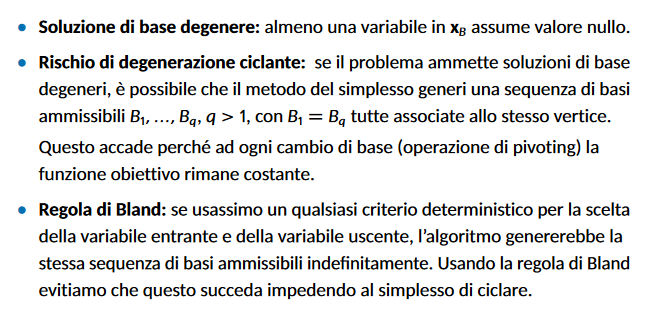 • Soluzione di base degenere: almeno una variabile in x_B assume valore nullo.
• Rischio di degenerazione ciclante: se il problema ammette soluzioni di base
degeneri, è possibile che il metodo del simplesso generi una sequenza di basi
ammissibili B₁, …, B_q, q > 1, con B₁ = B_q tutte associate allo stesso vertice.
Questo accade perché ad ogni cambio di base (operazione di pivoting) la
funzione obiettivo rimane costante.
• Regola di Bland: se usassimo un qualsiasi criterio deterministico per la scelta
della variabile entrante e della variabile uscente, l'algoritmo genererebbe la
stessa sequenza di basi ammissibili indefinitamente. Usando la regola di Bland
evitiamo che questo succeda impedendo al simplesso di ciclare.